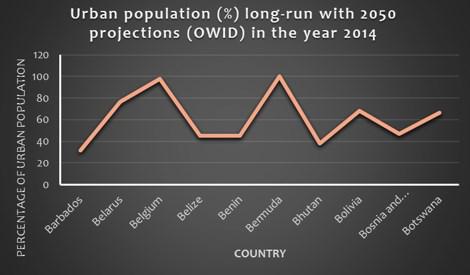 Urban population (%) long-run with 2050
projections (OWID) in the year 2014
PERCENTAGE OF URBAN POPULATION
120
100
80
60
40
20
0
Barbados
Belarus
Belgium
Belize
Benin
Bermuda
Bhutan
Bolivia
Bosnia and...
Botswana
COUNTRY